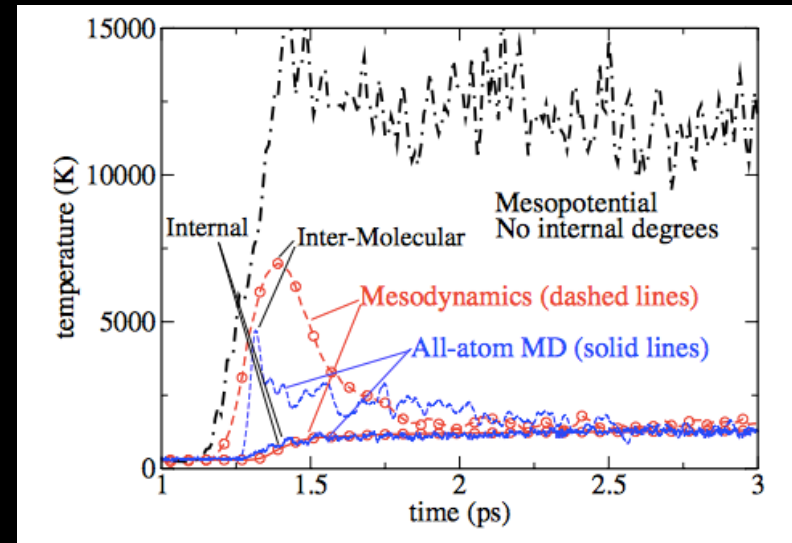 15000
10000
5000
0
temperature (K)
Mesopotential
No internal degrees
Internal
Inter-Molecular
Mesodynamics (dashed lines)
All-atom MD (solid lines)
1 1.5 2 2.5 3
time (ps)